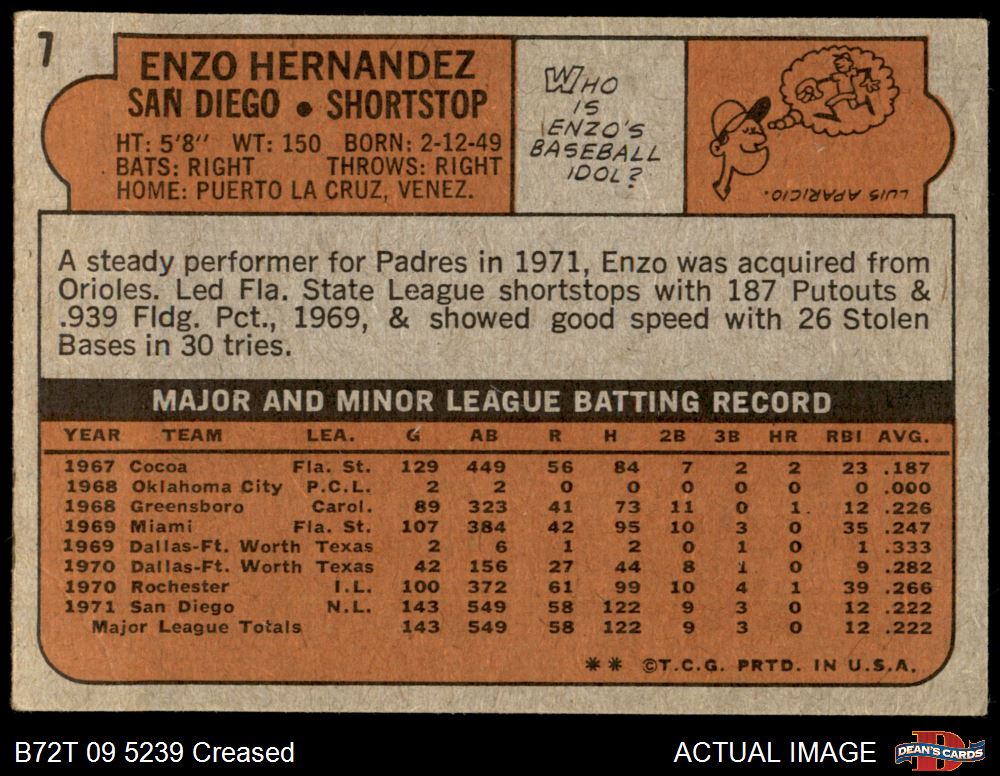 7
ENZO HERNANDEZ
SAN DIEGO • SHORTSTOP
HT: 5'8" WT: 150 BORN: 2-12-49
BATS: RIGHT THROWS: RIGHT
HOME: PUERTO LA CRUZ, VENEZ.
WHO
IS
ENZO'S
BASEBALL
IDOL?
LUIS APARICIO.
A steady performer for Padres in 1971, Enzo was acquired from
Orioles. Led Fla. State League shortstops with 187 Putouts &
.939 Fldg. Pct., 1969, & showed good speed with 26 Stolen
Bases in 30 tries.
MAJOR AND MINOR LEAGUE BATTING RECORD
YEAR TEAM LEA. G AB R H 2B 3B HR RBI AVG.
1967 Cocoa Fla. St. 129 449 56 84 7 2 2 23 .187
1968 Oklahoma City P.C.L. 2 2 0 0 0 0 0 0 .000
1968 Greensboro Carol. 89 323 41 73 11 0 1 12 .226
1969 Miami Fla. St. 107 384 42 95 10 3 0 35 .247
1969 Dallas-Ft. Worth Texas 2 6 1 2 0 1 0 1 .333
1970 Dallas-Ft. Worth Texas 42 156 27 44 8 1 0 9 .282
1970 Rochester I.L. 100 372 61 99 10 4 1 39 .266
1971 San Diego N.L. 143 549 58 122 9 3 0 12 .222
Major League Totals 143 549 58 122 9 3 0 12 .222
** ©T.C.G. PRTD. IN U.S.A.
B72T 09 5239 Creased
ACTUAL IMAGE
DEAN'S CARDS